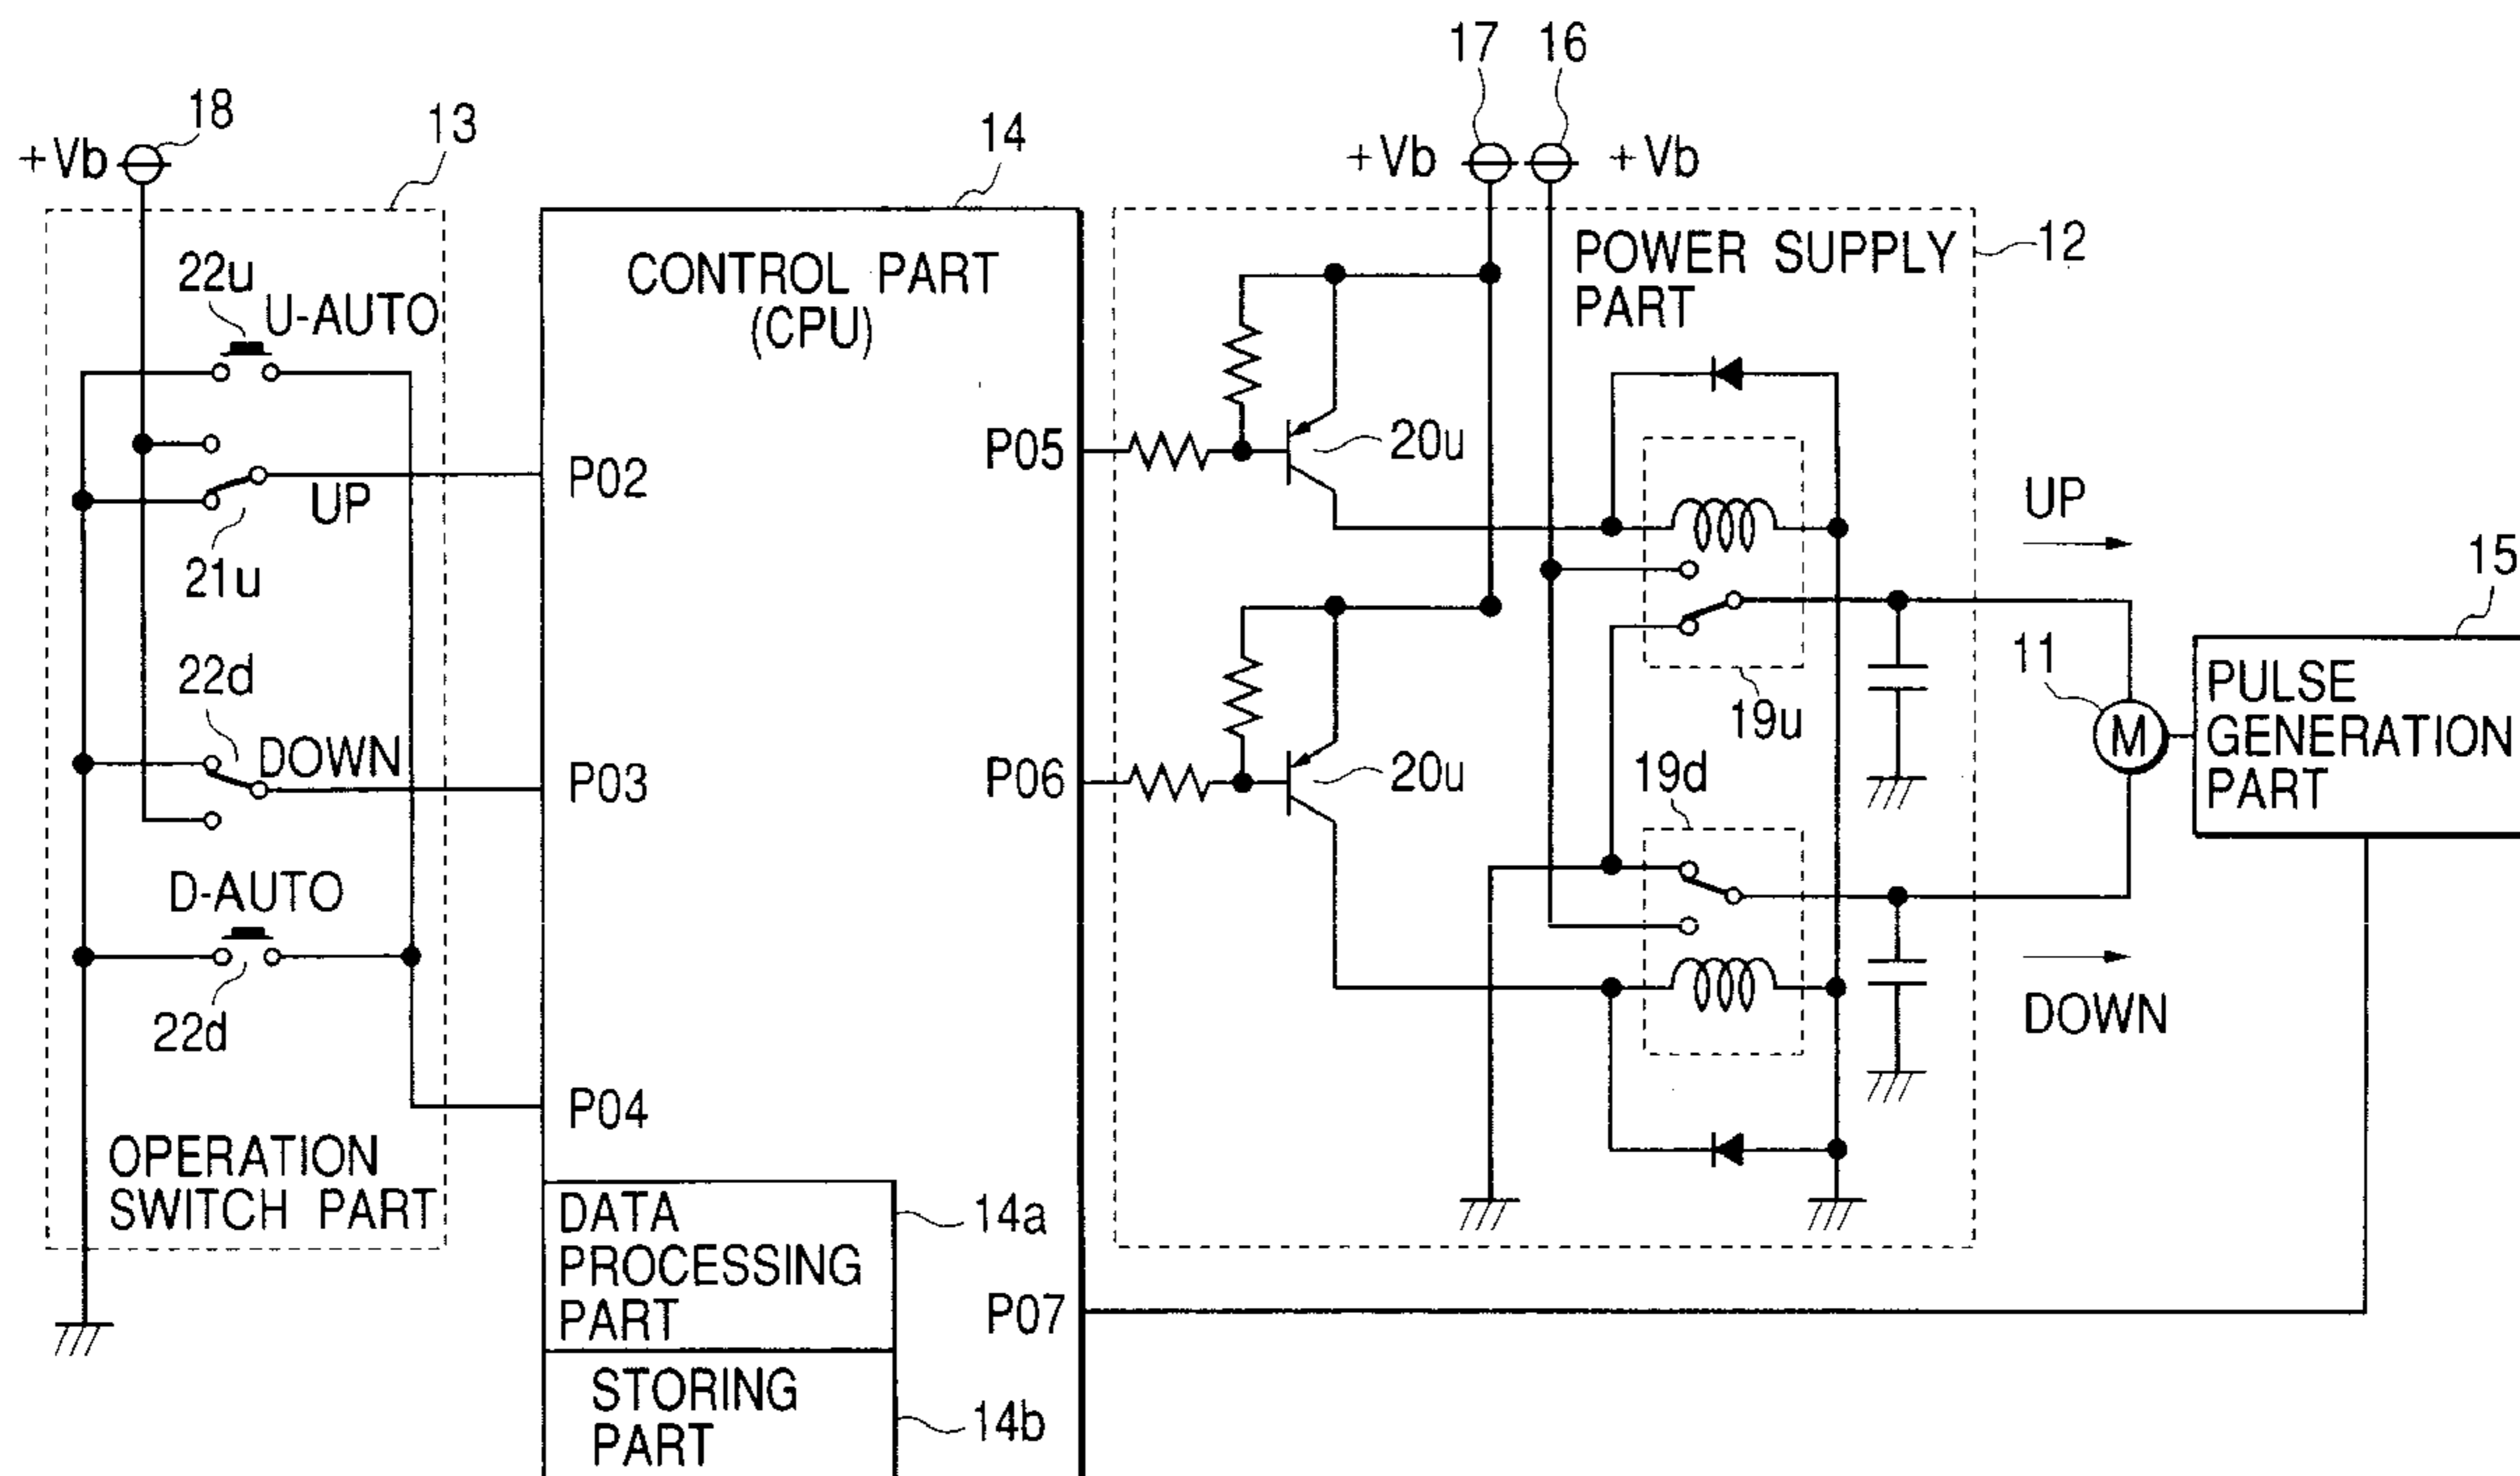 17 16
18
13
14
+Vb
+Vb
+Vb
12
22u
U-AUTO
CONTROL PART
(CPU)
POWER SUPPLY
PART
P05
20u
P02
UP
21u
UP
15
11
22d
DOWN
P03
P06
20u
19u
19d
M
PULSE
GENERATION
PART
D-AUTO
22d
DOWN
P04
OPERATION
SWITCH PART
DATA
PROCESSING
PART
14a
P07
STORING
PART
14b